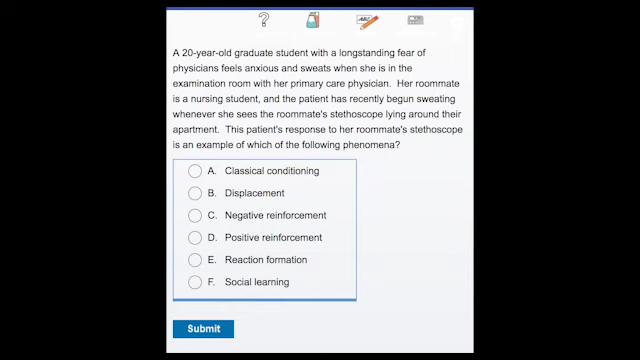 ?
ABC
A 20-year-old graduate student with a longstanding fear of
physicians feels anxious and sweats when she is in the
examination room with her primary care physician. Her roommate
is a nursing student, and the patient has recently begun sweating
whenever she sees the roommate's stethoscope lying around their
apartment. This patient's response to her roommate's stethoscope
is an example of which of the following phenomena?
A. Classical conditioning
B. Displacement
C. Negative reinforcement
D. Positive reinforcement
E. Reaction formation
F. Social learning
Submit